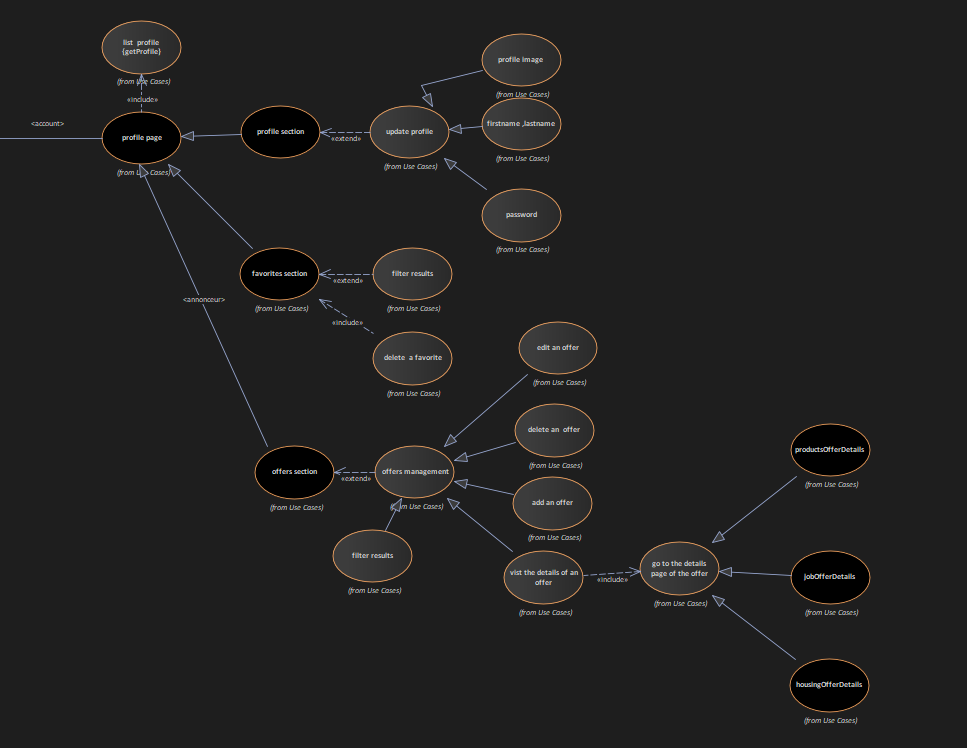 list profile
(getProfile)
(from Use Cases)
«include»
<account>
profile page
(from Use Cases)
profile section
«extend»
update profile
(from Use Cases)
profile image
(from Use Cases)
firstname ,lastname
(from Use Cases)
password
(from Use Cases)
favorites section
(from Use Cases)
«extend»
filter results
(from Use Cases)
<annonceur>
«include»
delete a favorite
(from Use Cases)
edit an offer
(from Use Cases)
delete an offer
(from Use Cases)
offers section
(from Use Cases)
«extend»
offers management
(from Use Cases)
add an offer
(from Use Cases)
filter results
(from Use Cases)
vist the details of an
offer
(from Use Cases)
«include»
go to the details
page of the offer
(from Use Cases)
productsOfferDetails
(from Use Cases)
jobOfferDetails
(from Use Cases)
housingOfferDetails
(from Use Cases)